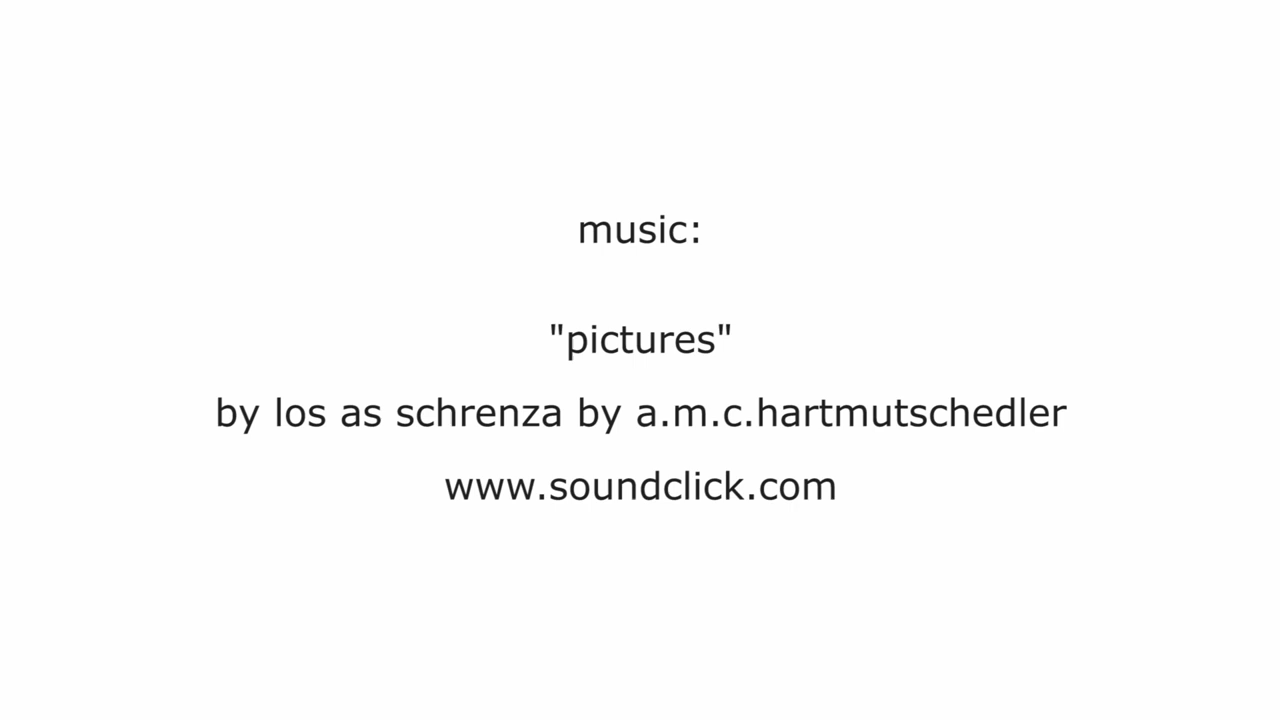 music:
"pictures"
by los as schrenza by a.m.c.hartmutschedler
www.soundclick.com